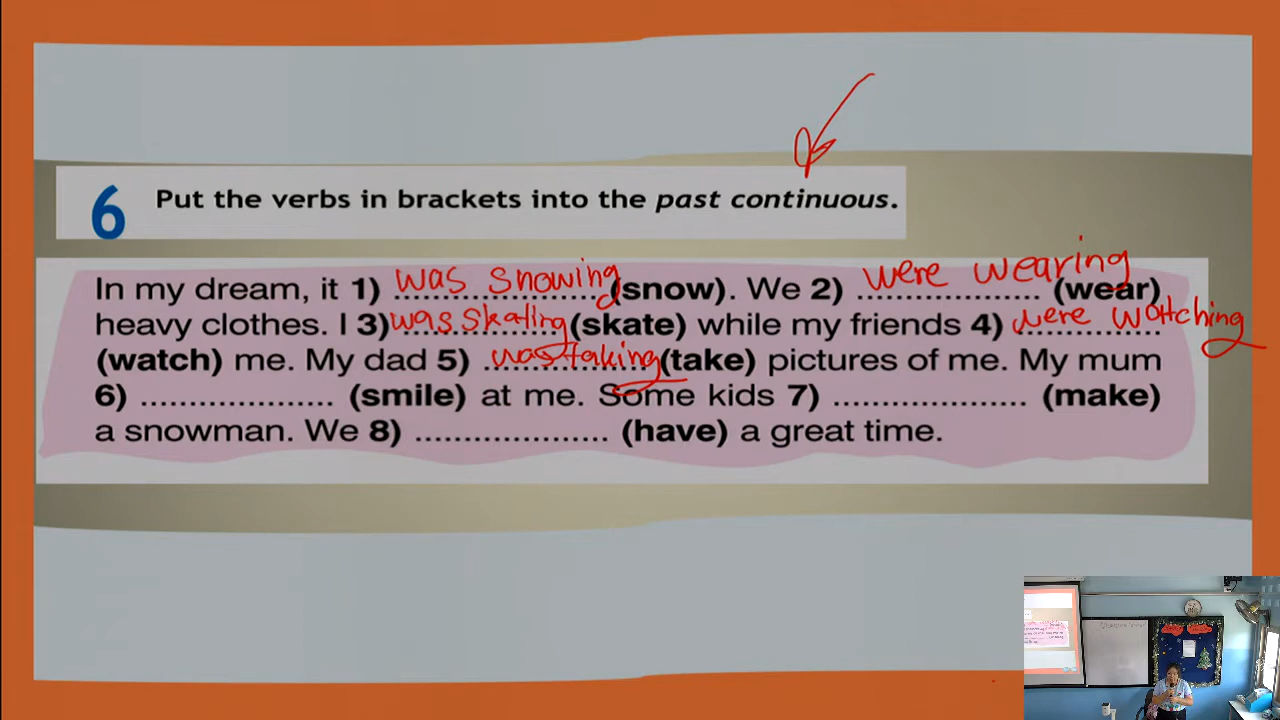 6 Put the verbs in brackets into the past continuous.
In my dream, it 1) was snowing (snow). We 2) were wearing (wear)
heavy clothes. I 3) was skating (skate) while my friends 4) were watching
(watch) me. My dad 5) was taking (take) pictures of me. My mum
6) .................... (smile) at me. Some kids 7) .................... (make)
a snowman. We 8) .................... (have) a great time.